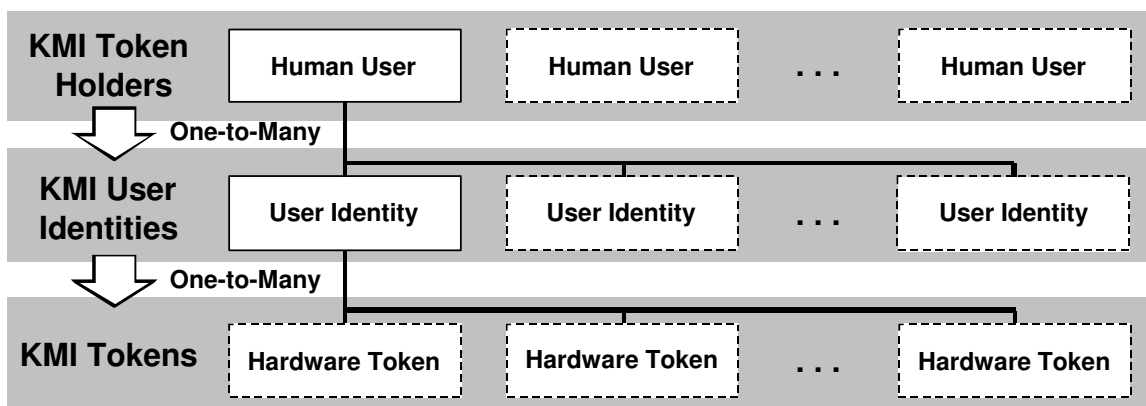 KMI Token
Holders
Human User
Human User
. . .
Human User
One-to-Many
KMI User
Identities
User Identity
User Identity
. . .
User Identity
One-to-Many
KMI Tokens
Hardware Token
Hardware Token
. . .
Hardware Token